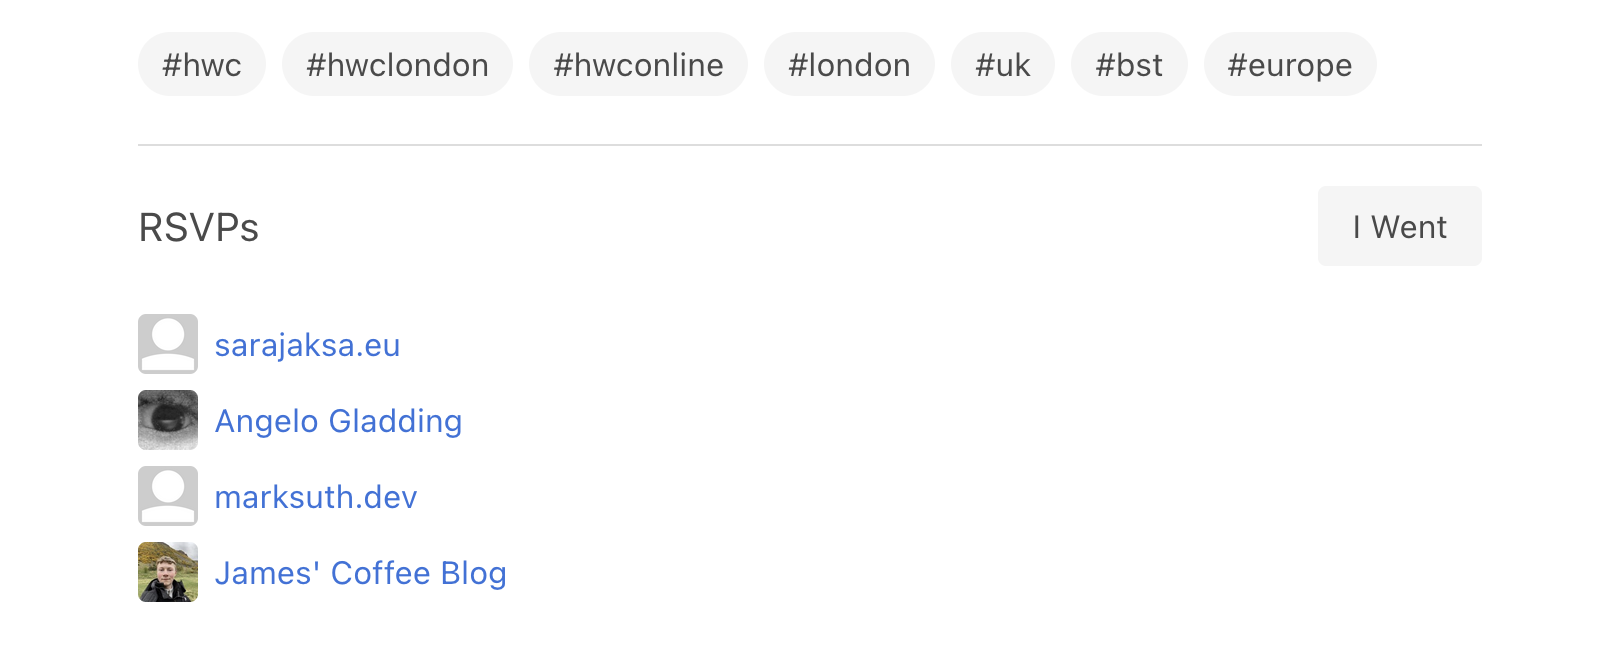 #hwc #hwclondon #hwconline #london #uk #bst #europe
RSVPs I Went
sarajaksa.eu
Angelo Gladding
marksuth.dev
James' Coffee Blog